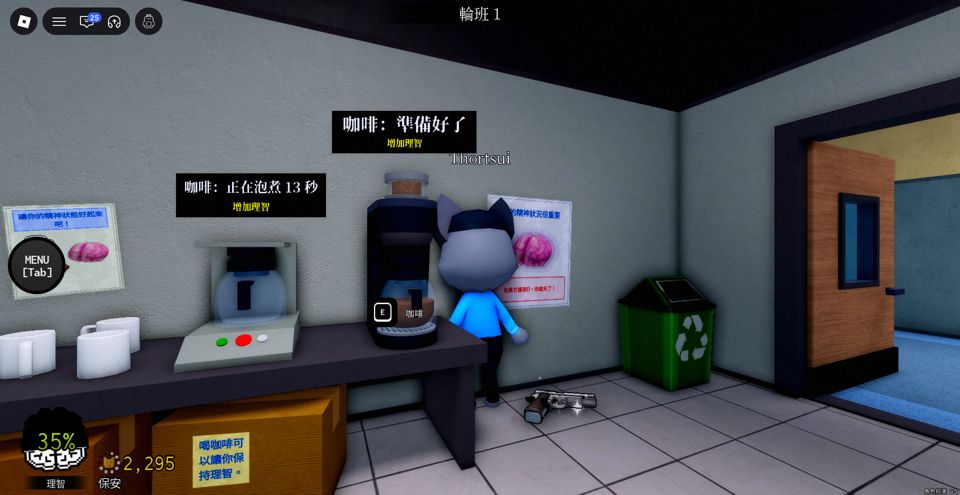 25
輪班 1
咖啡: 準備好了
增加理智
Thortsui
咖啡: 正在泡煮 13 秒
增加理智
讓你的精神狀態好起來
吧！
的精神狀況很重要
MENU
[Tab]
E
咖啡
35%
理智
2,295
保安
喝咖啡可
以讓你保
持理智。